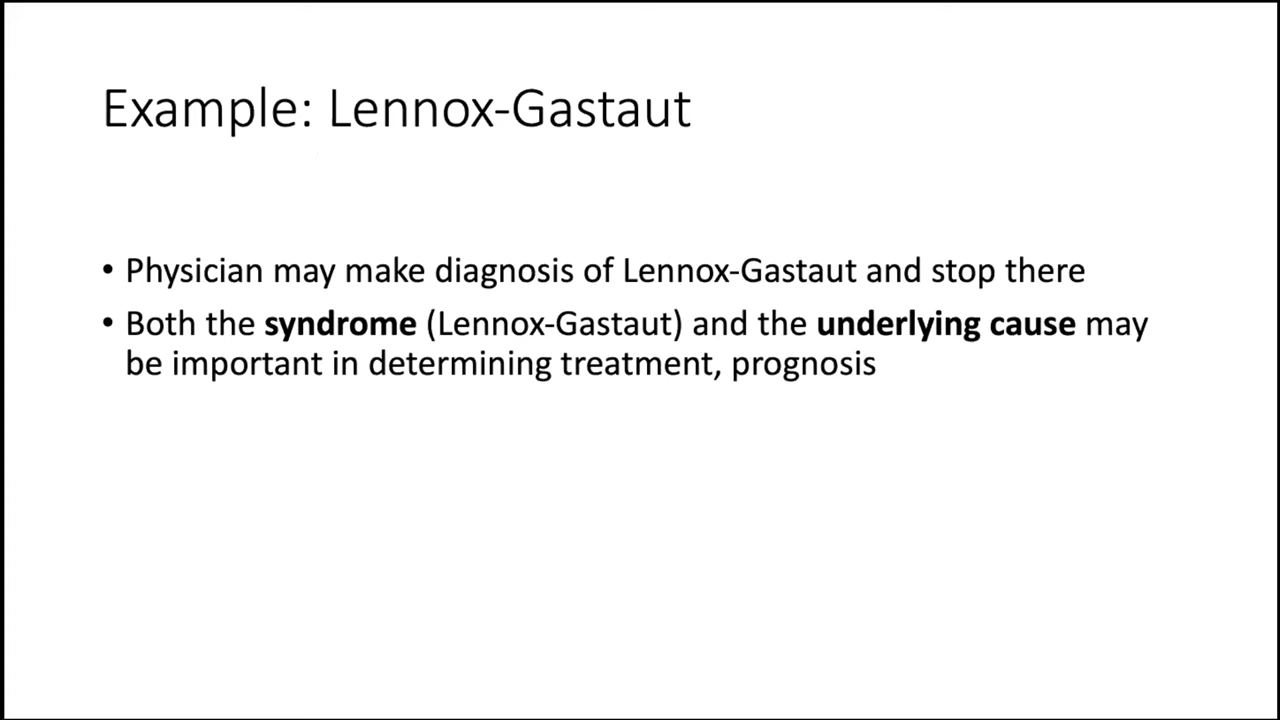 Example: Lennox-Gastaut
• Physician may make diagnosis of Lennox-Gastaut and stop there
• Both the syndrome (Lennox-Gastaut) and the underlying cause may
be important in determining treatment, prognosis